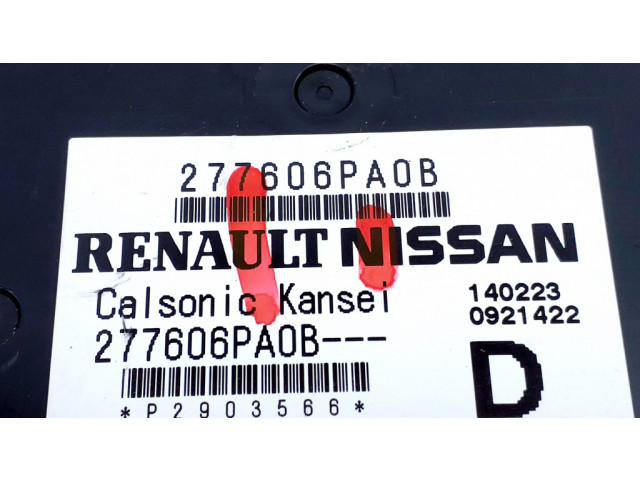 277606PA0B
RENAULT NISSAN
Calsonic Kansei 140223
277606PA0B--- 0921422
D
*P2903566*